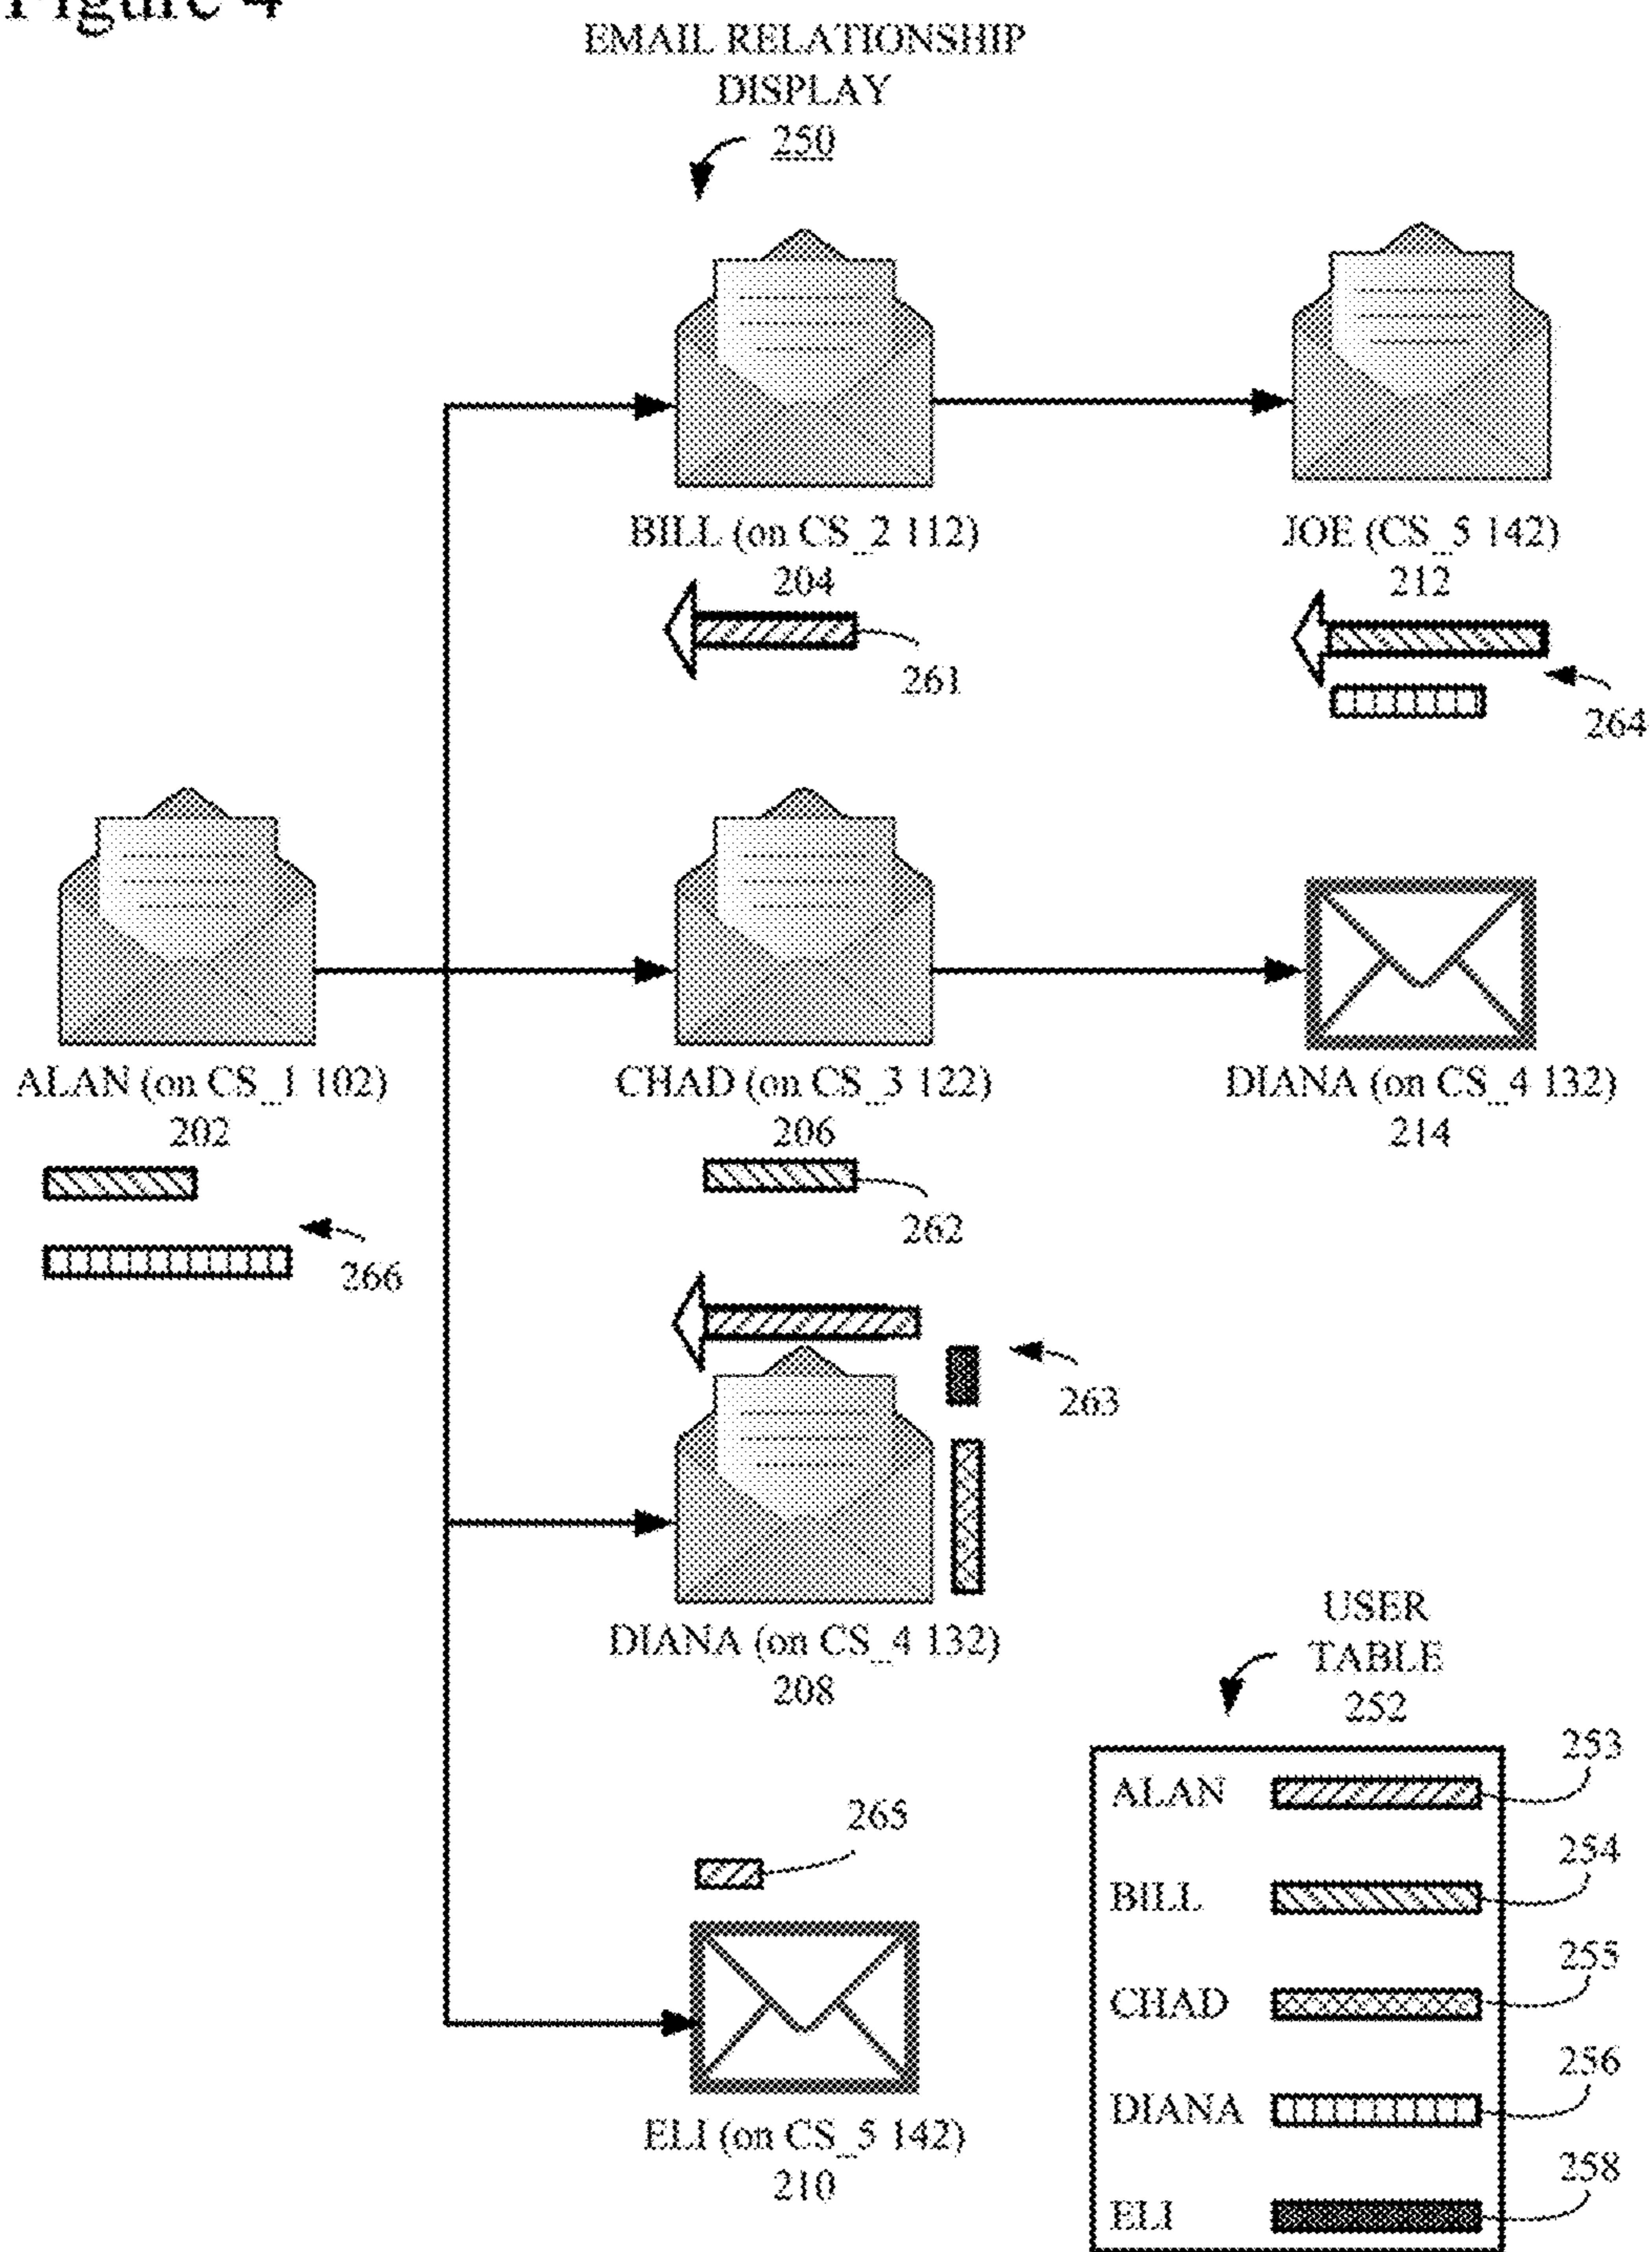 Figure 4
EMAIL RELATIONSHIP
DISPLAY
250
BILL (on CS_2 112)
204
261
JOE (CS_5 142)
212
264
ALAN (on CS_1 102)
202
266
CHAD (on CS_3 122)
206
262
DIANA (on CS_4 132)
214
263
DIANA (on CS_4 132)
208
265
ELI (on CS_5 142)
210
USER
TABLE
252
ALAN 253
BILL 254
CHAD 255
DIANA 256
ELI 258